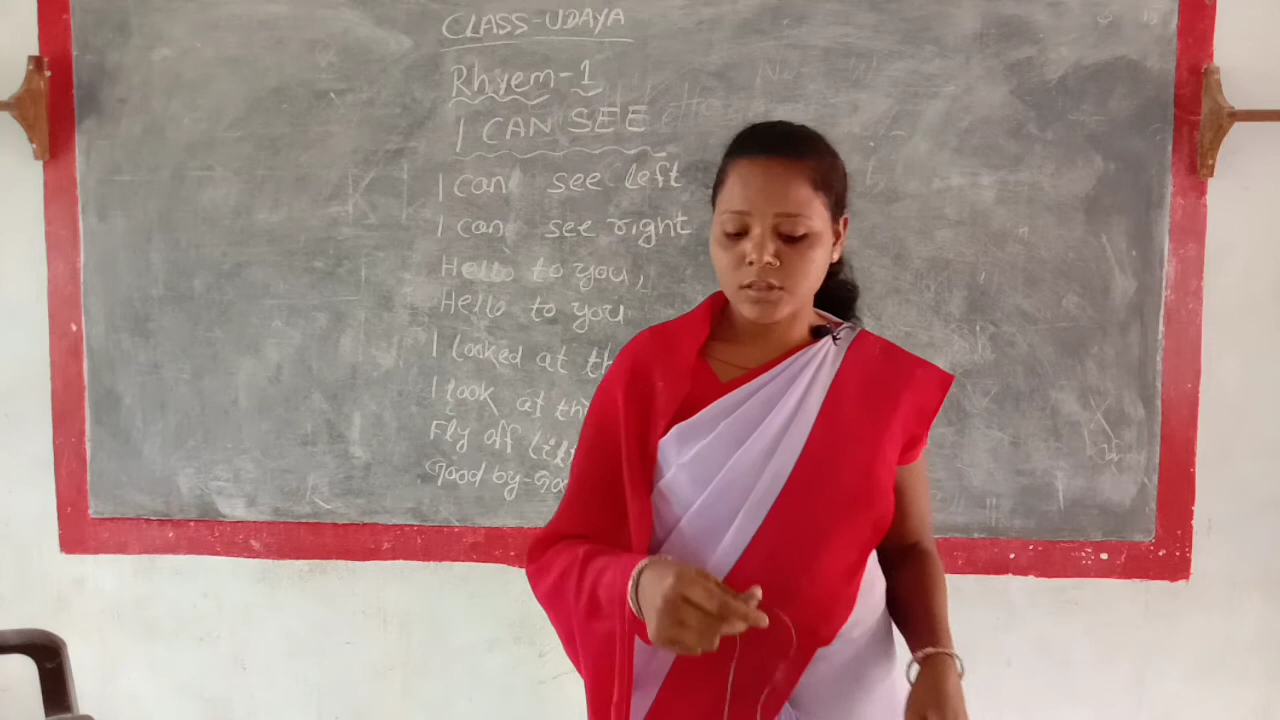 CLASS-UDAYA
Rhyem-1
I CAN SEE
I can see left
I can see right
Hello to you,
Hello to you
I looked at
I look at
Fly off
Good by-